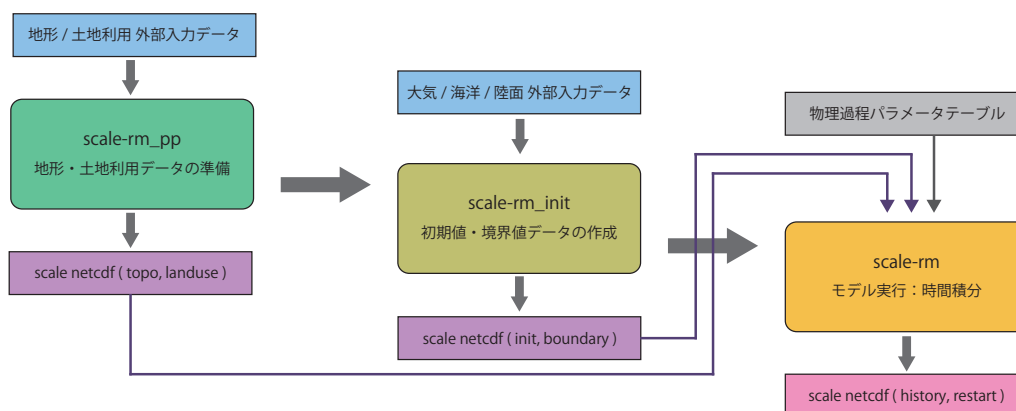 地形 / 土地利用 外部入力データ
scale-rm_pp
地形・土地利用データの準備
scale netcdf ( topo, landuse )
大気 / 海洋 / 陸面 外部入力データ
scale-rm_init
初期値・境界値データの作成
scale netcdf ( init, boundary )
物理過程パラメータテーブル
scale-rm
モデル実行：時間積分
scale netcdf ( history, restart )